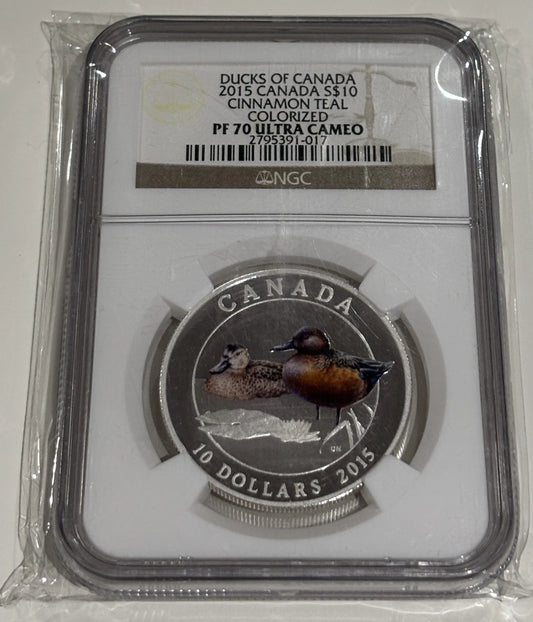 DUCKS OF CANADA
2015 CANADA S$10
CINNAMON TEAL
COLORIZED
PF 70 ULTRA CAMEO
2795391-017
NGC
CANADA
10 DOLLARS 2015